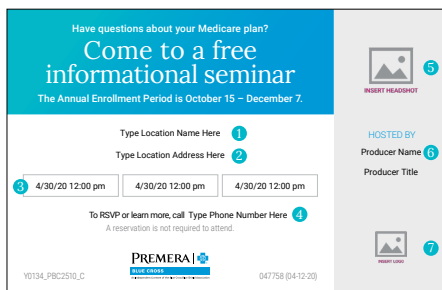 Have questions about your Medicare plan?
Come to a free
informational seminar
The Annual Enrollment Period is October 15 – December 7.
Type Location Name Here 1
Type Location Address Here 2
3 4/30/20 12:00 pm 4/30/20 12:00 pm 4/30/20 12:00 pm
To RSVP or learn more, call Type Phone Number Here 4
A reservation is not required to attend.
PREMERA
BLUE CROSS
Y0134_PBC2510_C
047758 (04-12-20)
5
INSERT HEADSHOT
HOSTED BY
Producer Name 6
Producer Title
7
INSERT LOGO